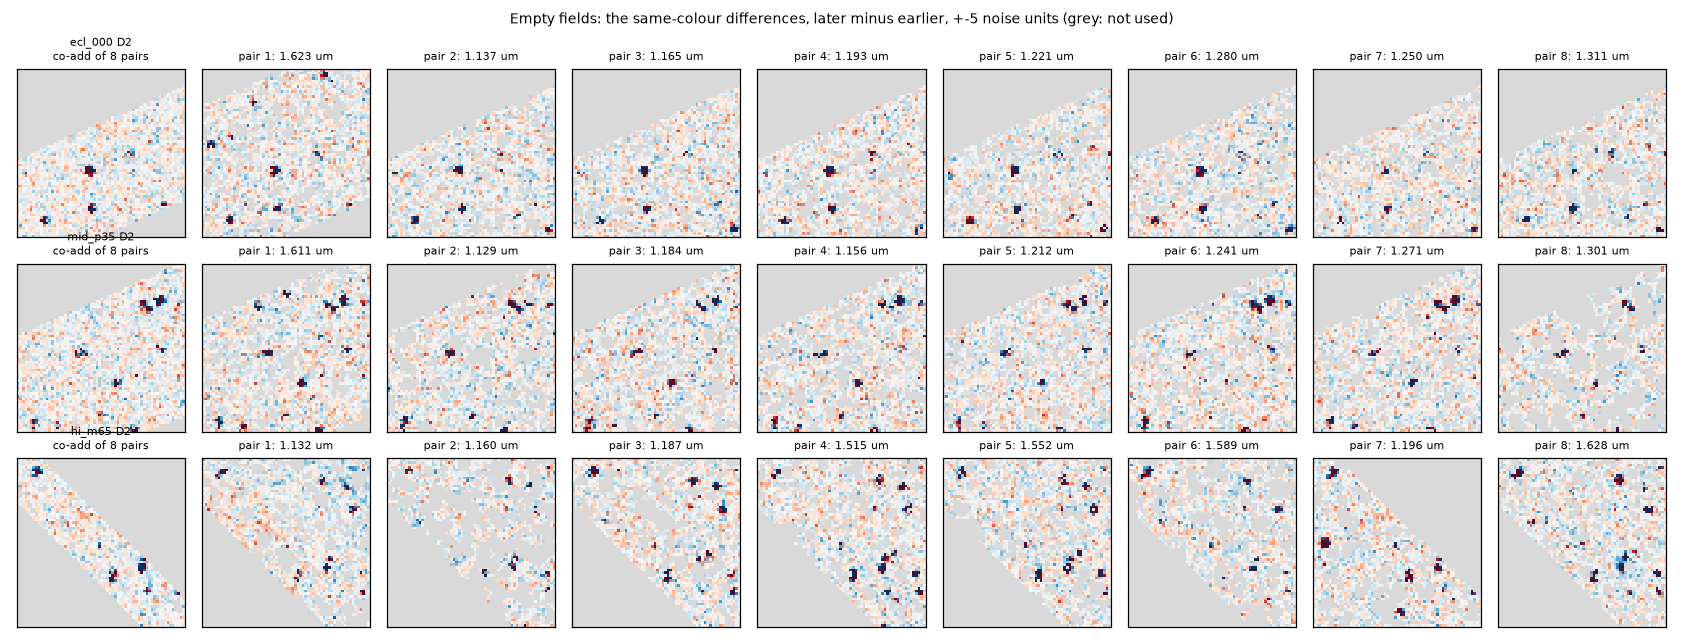 Empty fields: the same-colour differences, later minus earlier, +-5 noise units (grey: not used)
ecl_000 D2
co-add of 8 pairs
pair 1: 1.623 um
pair 2: 1.137 um
pair 3: 1.165 um
pair 4: 1.193 um
pair 5: 1.221 um
pair 6: 1.280 um
pair 7: 1.250 um
pair 8: 1.311 um
mid_p35 D2
co-add of 8 pairs
pair 1: 1.611 um
pair 2: 1.129 um
pair 3: 1.184 um
pair 4: 1.156 um
pair 5: 1.212 um
pair 6: 1.241 um
pair 7: 1.271 um
pair 8: 1.301 um
hi_m65 D2
co-add of 8 pairs
pair 1: 1.132 um
pair 2: 1.160 um
pair 3: 1.187 um
pair 4: 1.515 um
pair 5: 1.552 um
pair 6: 1.589 um
pair 7: 1.196 um
pair 8: 1.628 um